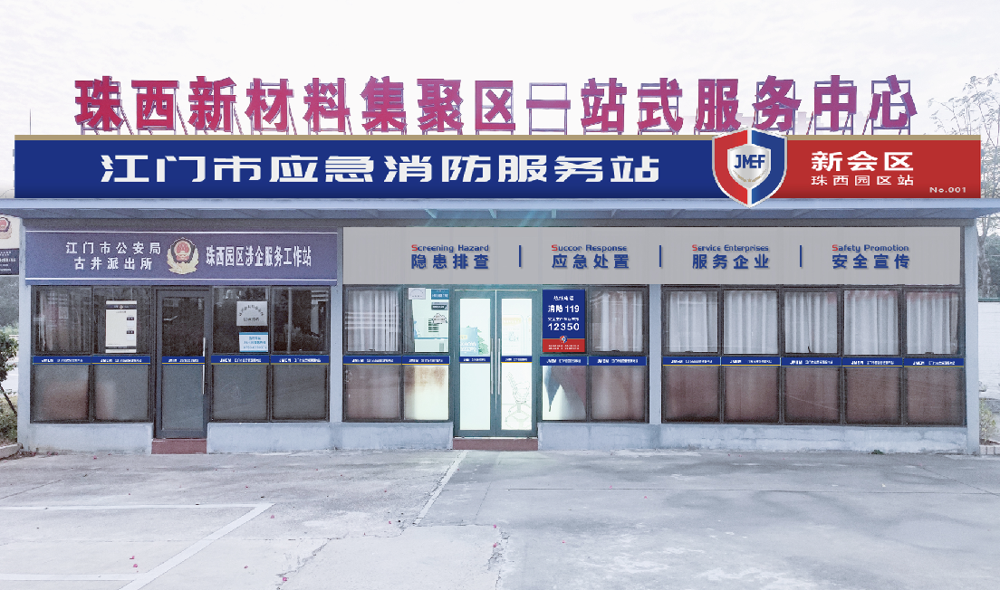 珠西新材料集聚区一站式服务中心
江门市应急消防服务站
JMEF
新会区
珠西园区站
No.001
江门市公安局
古井派出所
珠西园区涉企服务工作站
Screening Hazard
隐患排查
Succor Response
应急处置
Service Enterprises
服务企业
Safety Promotion
安全宣传
热线电话
消防 119
12350